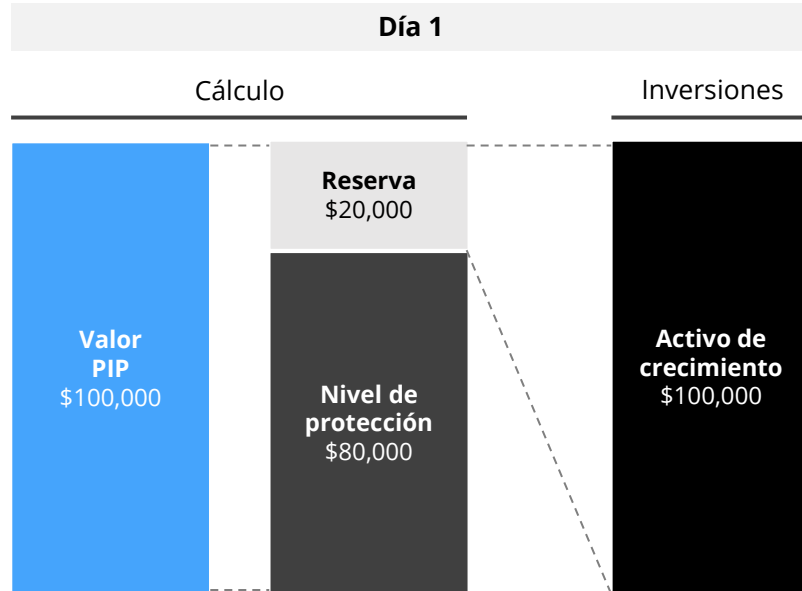 Día 1
Cálculo
Inversiones
Reserva
$20,000
Valor
PIP
$100,000
Nivel de
protección
$80,000
Activo de
crecimiento
$100,000